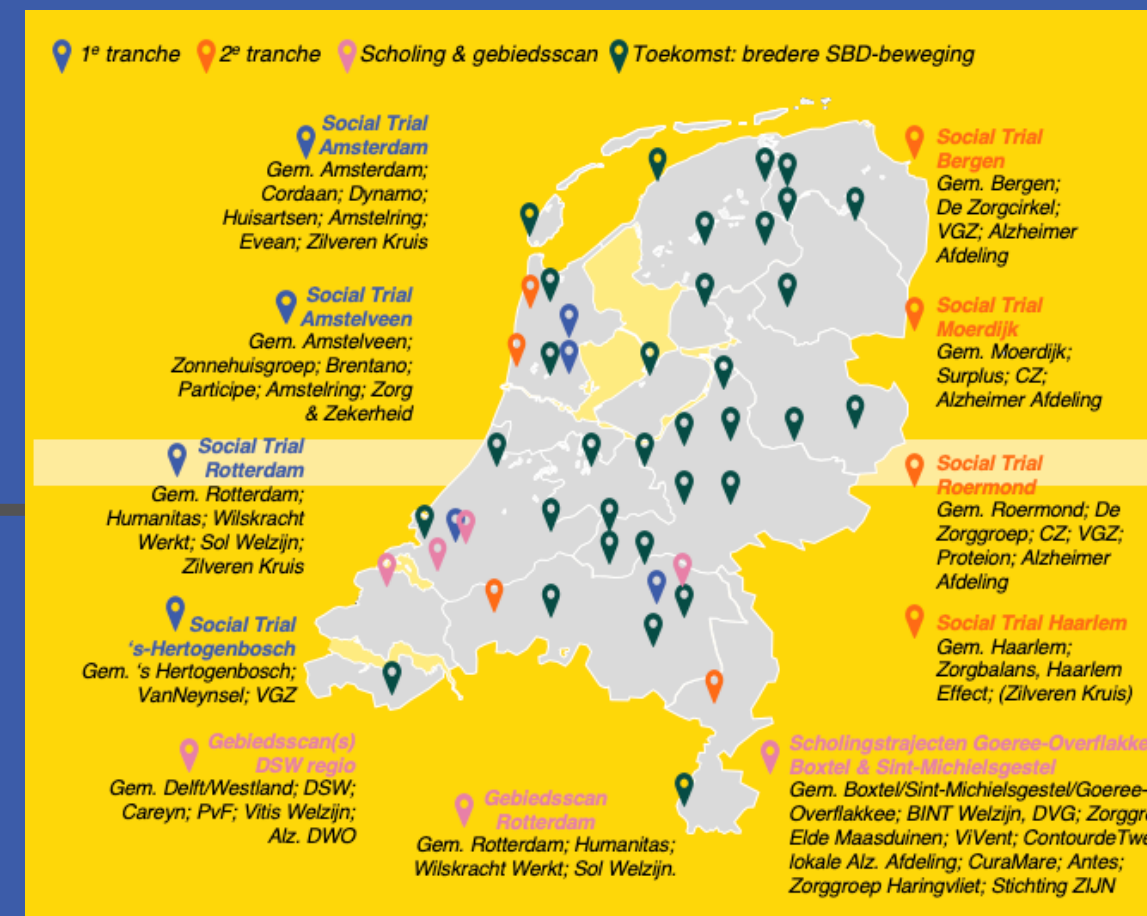 1e tranche 2e tranche Scholing & gebiedsscan Toekomst: bredere SBD-beweging
Social Trial
Amsterdam
Gem. Amsterdam;
Cordaan; Dynamo;
Huisartsen; Amstelring;
Evean; Zilveren Kruis
Social Trial
Amstelveen
Gem. Amstelveen;
Zonnehuisgroep; Brentano;
Participe; Amstelring; Zorg
& Zekerheid
Social Trial
Rotterdam
Gem. Rotterdam;
Humanitas; Wilskracht
Werkt; Sol Welzijn;
Zilveren Kruis
Social Trial
‘s-Hertogenbosch
Gem. ‘s Hertogenbosch;
VanNeynsel; VGZ
Gebiedsscan(s)
DSW regio
Gem. Delft/Westland; DSW;
Careyn; PvF; Vitis Welzijn;
Alz. DWO
Gebiedsscan
Rotterdam
Gem. Rotterdam; Humanitas;
Wilskracht Werkt; Sol Welzijn.
Social Trial
Bergen
Gem. Bergen;
De Zorgcirkel;
VGZ; Alzheimer
Afdeling
Social Trial
Moerdijk
Gem. Moerdijk;
Surplus; CZ;
Alzheimer Afdeling
Social Trial
Roermond
Gem. Roermond; De
Zorggroep; CZ; VGZ;
Proteion; Alzheimer
Afdeling
Social Trial Haarlem
Gem. Haarlem;
Zorgbalans, Haarlem
Effect; (Zilveren Kruis)
Scholingstrajecten Goeree-Overflakke
Boxtel & Sint-Michielsgestel
Gem. Boxtel/Sint-Michielsgestel/Goeree-
Overflakkee; BINT Welzijn, DVG; Zorggr
Elde Maasduinen; ViVent; ContourdeTwe
lokale Alz. Afdeling; CuraMare; Antes;
Zorggroep Haringvliet; Stichting ZIJN